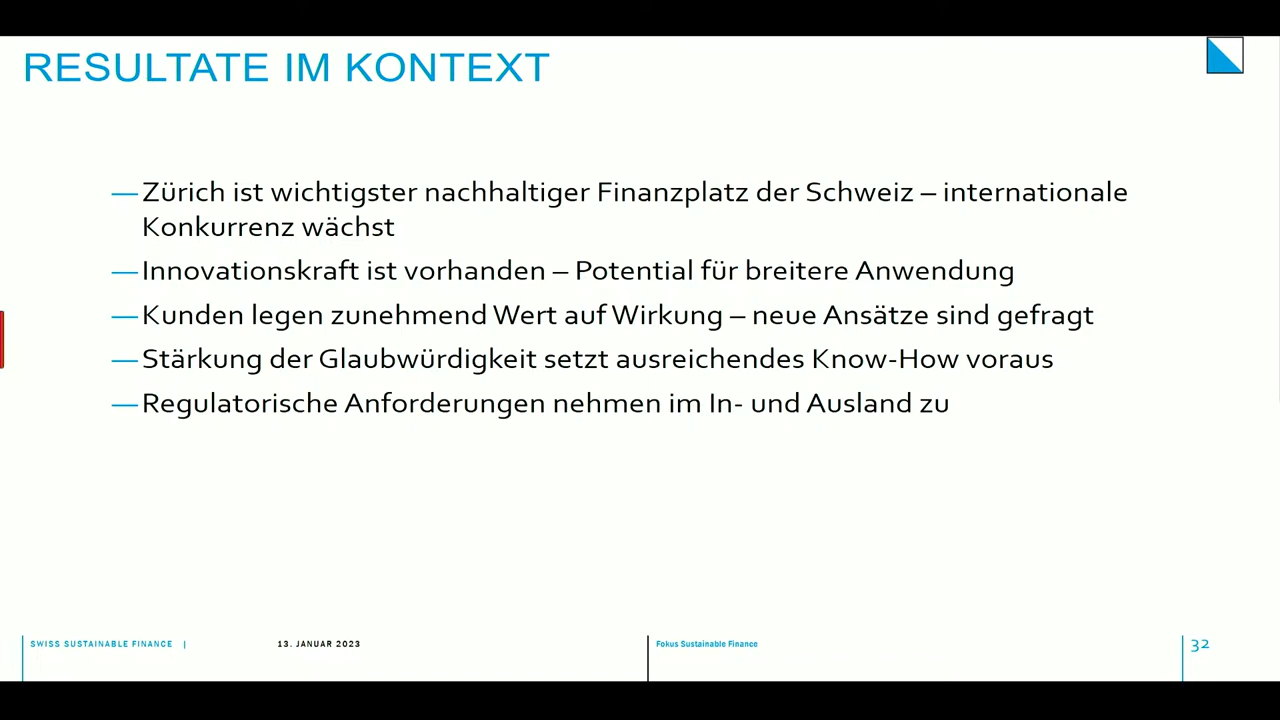 RESULTATE IM KONTEXT
— Zürich ist wichtigster nachhaltiger Finanzplatz der Schweiz – internationale
Konkurrenz wächst
— Innovationskraft ist vorhanden – Potential für breitere Anwendung
— Kunden legen zunehmend Wert auf Wirkung – neue Ansätze sind gefragt
— Stärkung der Glaubwürdigkeit setzt ausreichendes Know-How voraus
— Regulatorische Anforderungen nehmen im In- und Ausland zu
SWISS SUSTAINABLE FINANCE | 13. JANUAR 2023 Fokus Sustainable Finance 32